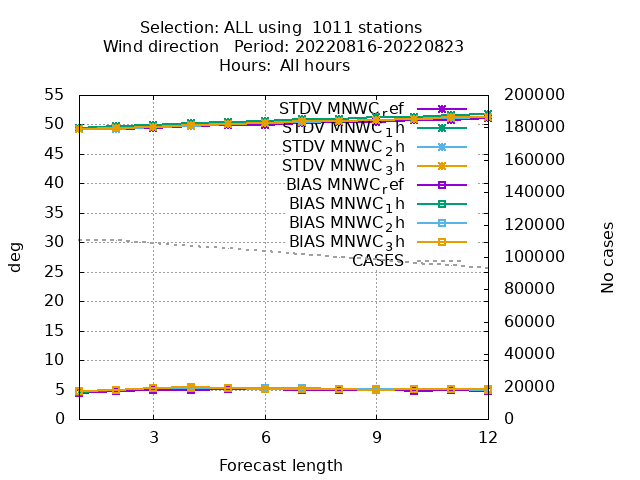 Selection: ALL using  1011 stations
Wind direction   Period: 20220816-20220823
Hours:  All hours
55 200000
50 180000
45 160000
40 140000
35 120000
30 100000
25 80000
20 60000
15 40000
10 20000
5 0
0
STDV MNWC_ref
STDV MNWC_1h
STDV MNWC_2h
STDV MNWC_3h
BIAS MNWC_ref
BIAS MNWC_1h
BIAS MNWC_2h
BIAS MNWC_3h
CASES
deg
No cases
3 6 9 12
Forecast length